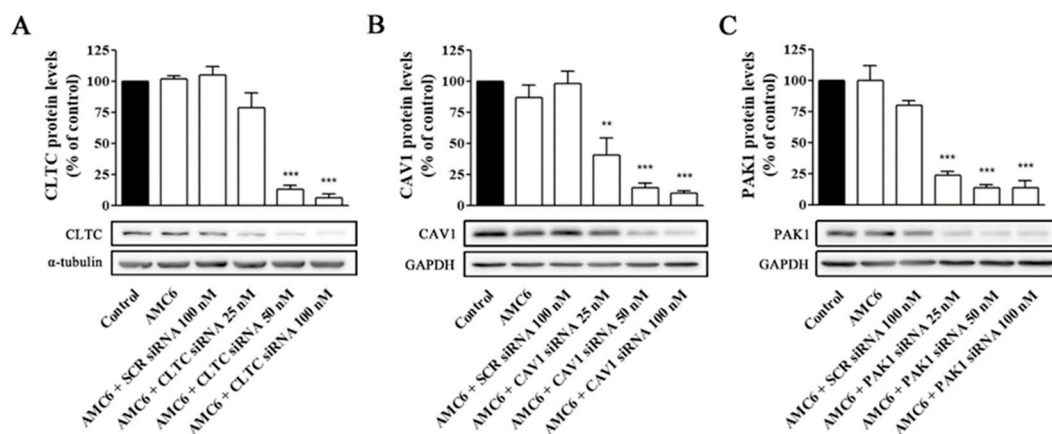 A
CLTC protein levels
(% of control)
125
100
75
50
25
0
***
***
CLTC
α-tubulin
Control
AMC6
AMC6 + SCR siRNA 100 nM
AMC6 + CLTC siRNA 25 nM
AMC6 + CLTC siRNA 50 nM
AMC6 + CLTC siRNA 100 nM
B
CAV1 protein levels
(% of control)
125
100
75
50
25
0
**
***
***
CAV1
GAPDH
Control
AMC6
AMC6 + SCR siRNA 100 nM
AMC6 + CAV1 siRNA 25 nM
AMC6 + CAV1 siRNA 50 nM
AMC6 + CAV1 siRNA 100 nM
C
PAK1 protein levels
(% of control)
125
100
75
50
25
0
***
***
***
PAK1
GAPDH
Control
AMC6
AMC6 + SCR siRNA 100 nM
AMC6 + PAK1 siRNA 25 nM
AMC6 + PAK1 siRNA 50 nM
AMC6 + PAK1 siRNA 100 nM